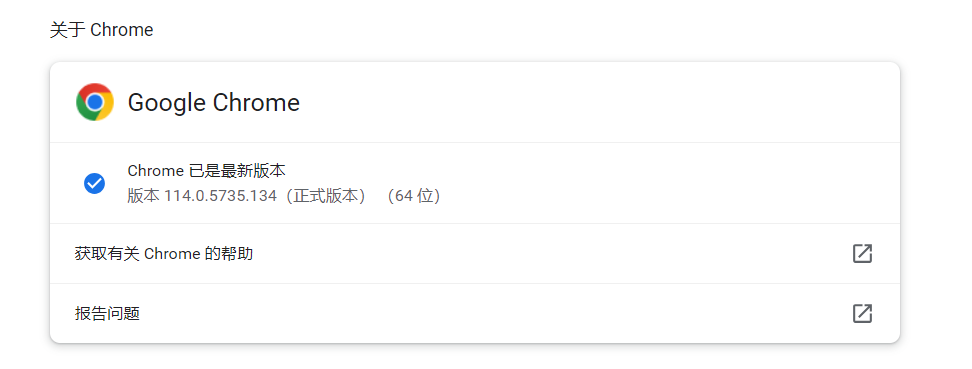 关于 Chrome
Google Chrome
Chrome 已是最新版本
版本 114.0.5735.134（正式版本） （64 位）
获取有关 Chrome 的帮助
报告问题